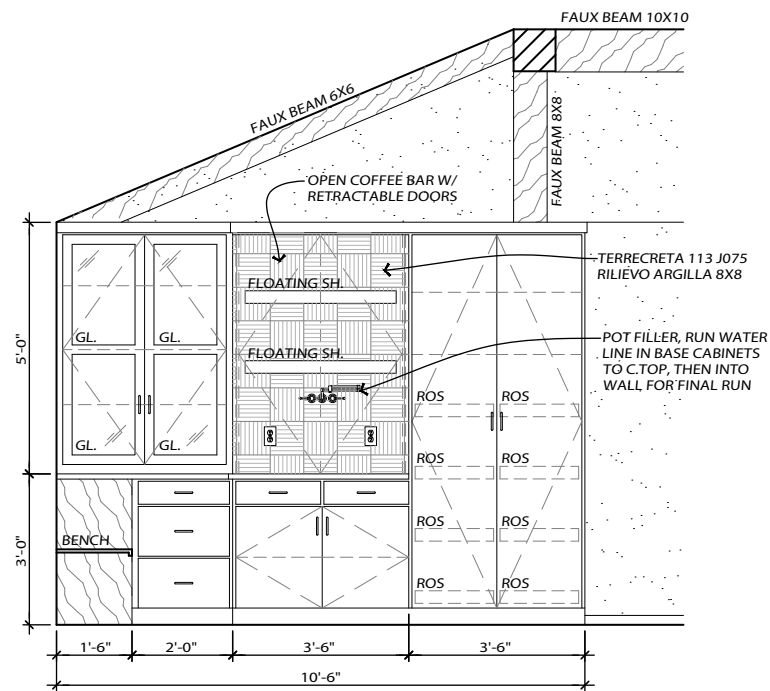 FAUX BEAM 10X10
FAUX BEAM 6X6
FAUX BEAM 8X8
OPEN COFFEE BAR W/
RETRACTABLE DOORS
TERRECRETA 113 J075
RILIEVO ARGILLA 8X8
FLOATING SH.
GL. GL.
FLOATING SH.
POT FILLER, RUN WATER
LINE IN BASE CABINETS
TO C.TOP, THEN INTO
WALL FOR FINAL RUN
5'-0"
ROS ROS
GL. GL.
ROS ROS
ROS ROS
BENCH
3'-0"
ROS ROS
1'-6" 2'-0" 3'-6" 3'-6"
10'-6"